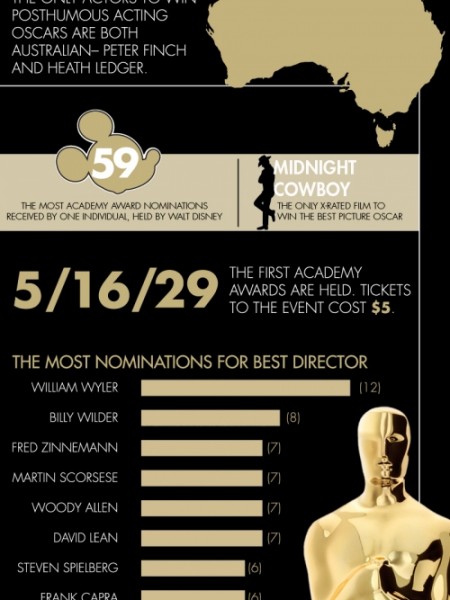 THE ONLY ACTORS TO WIN
POSTHUMOUS ACTING
OSCARS ARE BOTH
AUSTRALIAN– PETER FINCH
AND HEATH LEDGER.
59
THE MOST ACADEMY AWARD NOMINATIONS
RECEIVED BY ONE INDIVIDUAL, HELD BY WALT DISNEY
MIDNIGHT
COWBOY
THE ONLY X-RATED FILM TO
WIN THE BEST PICTURE OSCAR
5/16/29
THE FIRST ACADEMY
AWARDS ARE HELD. TICKETS
TO THE EVENT COST $5.
THE MOST NOMINATIONS FOR BEST DIRECTOR
WILLIAM WYLER (12)
BILLY WILDER (8)
FRED ZINNEMANN (7)
MARTIN SCORSESE (7)
WOODY ALLEN (7)
DAVID LEAN (7)
STEVEN SPIELBERG (6)
FRANK CAPRA (6)